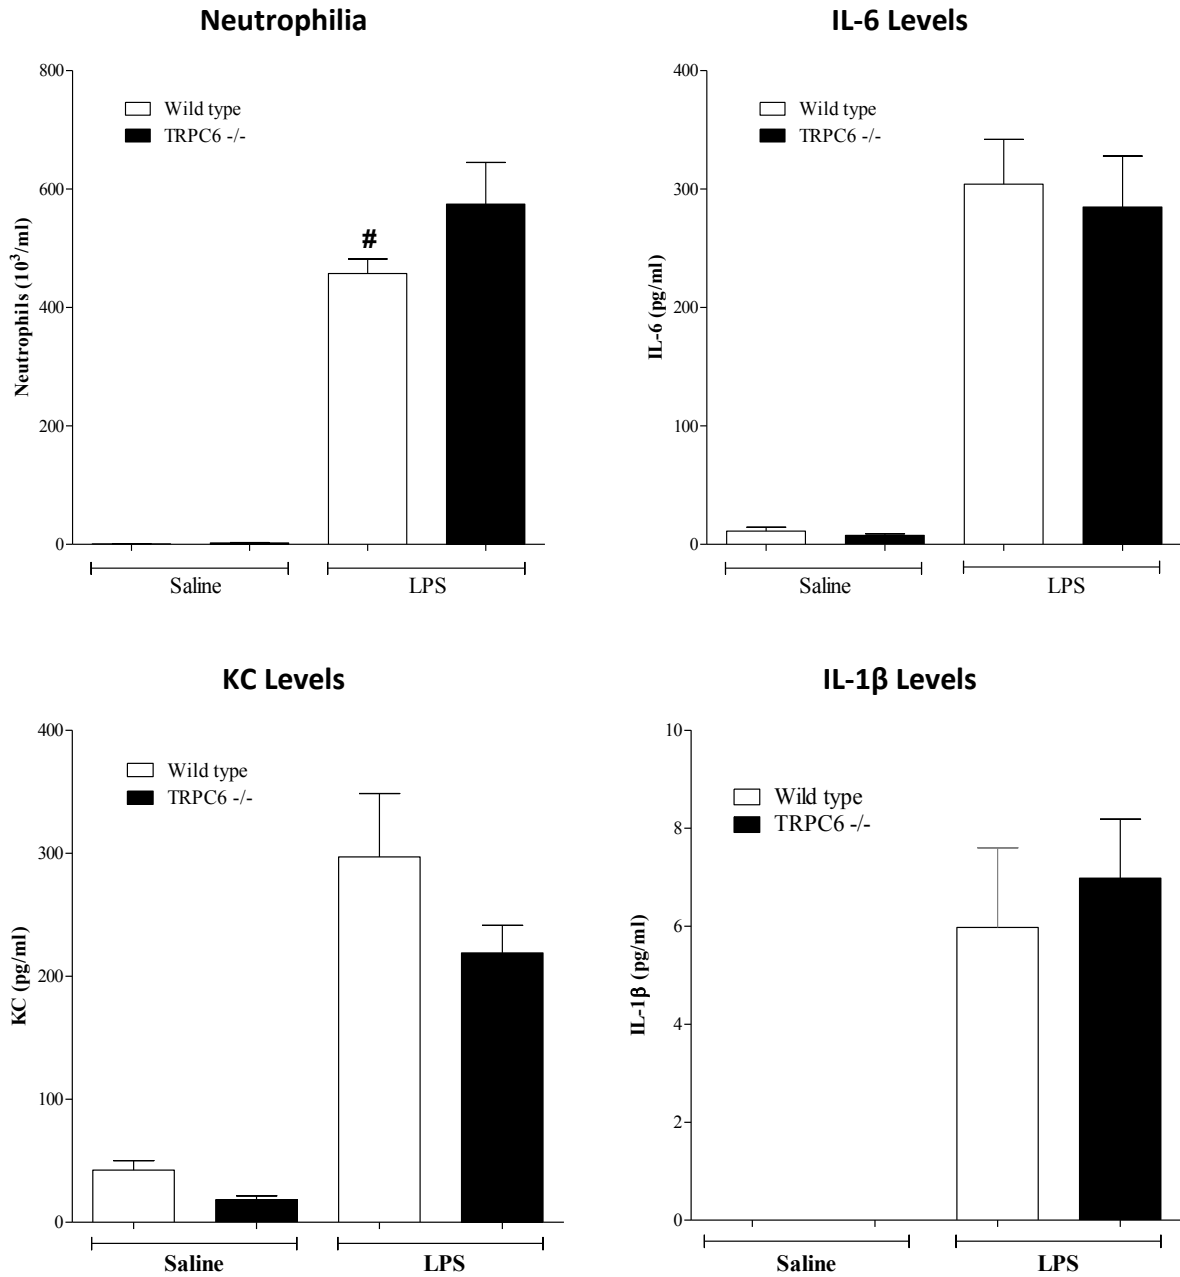 Neutrophilia
800
600
400
200
0
Neutrophils (10³/ml)
Wild type
TRPC6 -/-
#
Saline
LPS
IL-6 Levels
400
300
200
100
0
IL-6 (pg/ml)
Wild type
TRPC6 -/-
Saline
LPS
KC Levels
400
300
200
100
0
KC (pg/ml)
Wild type
TRPC6 -/-
Saline
LPS
IL-1β Levels
10
8
6
4
2
0
IL-1β (pg/ml)
Wild type
TRPC6 -/-
Saline
LPS